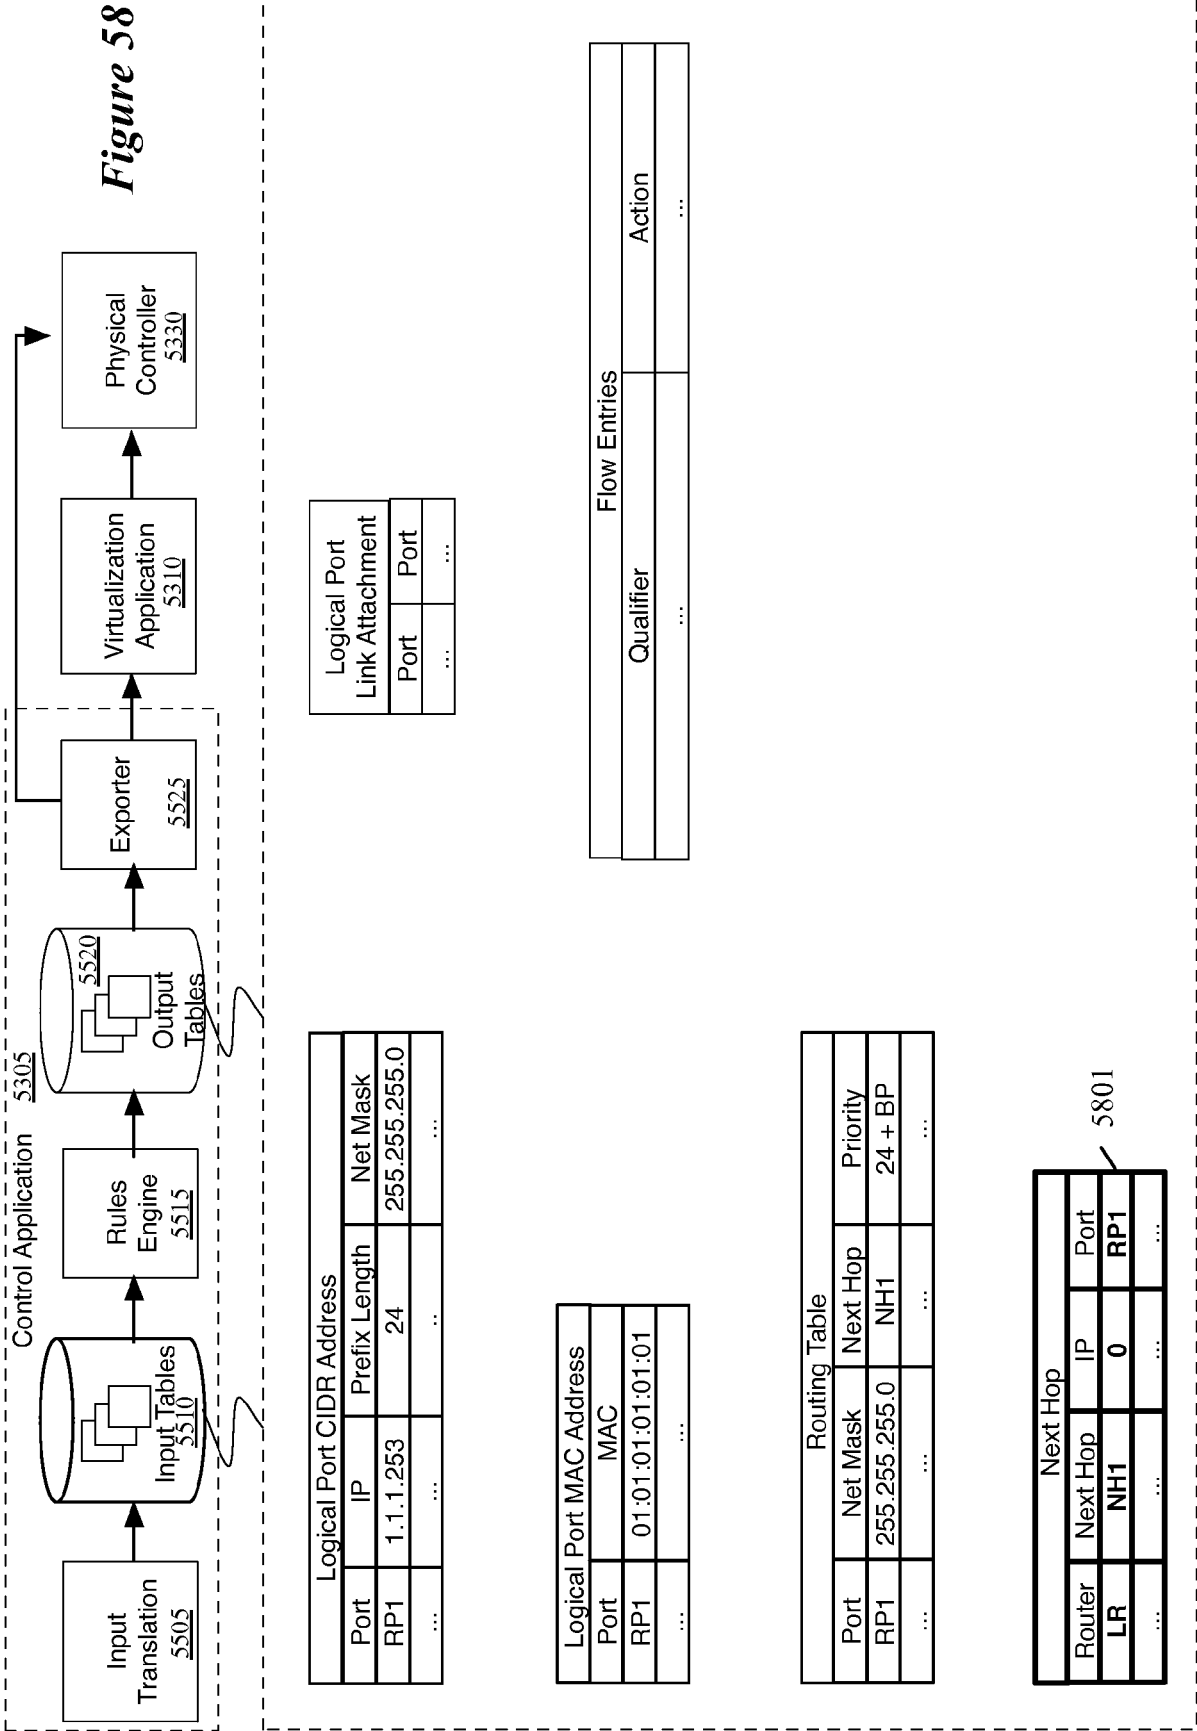 Figure 58
Control Application
5305
Input
Translation
5505
Input Tables
5510
Rules
Engine
5515
5520
Output
Tables
Exporter
5525
Virtualization
Application
5310
Physical
Controller
5330
Logical Port CIDR Address
Port IP Prefix Length Net Mask
RP1 1.1.1.253 24 255.255.255.0
... ... .. ...
Logical Port
Link Attachment
Port Port
... ...
Logical Port MAC Address
Port MAC
RP1 01:01:01:01:01:01
... ...
Flow Entries
Qualifier Action
... ...
Routing Table
Port Net Mask Next Hop Priority
RP1 255.255.255.0 NH1 24 + BP
... ... ... ...
Next Hop
Router Next Hop IP Port
LR NH1 0 RP1
... ... ... ...
5801